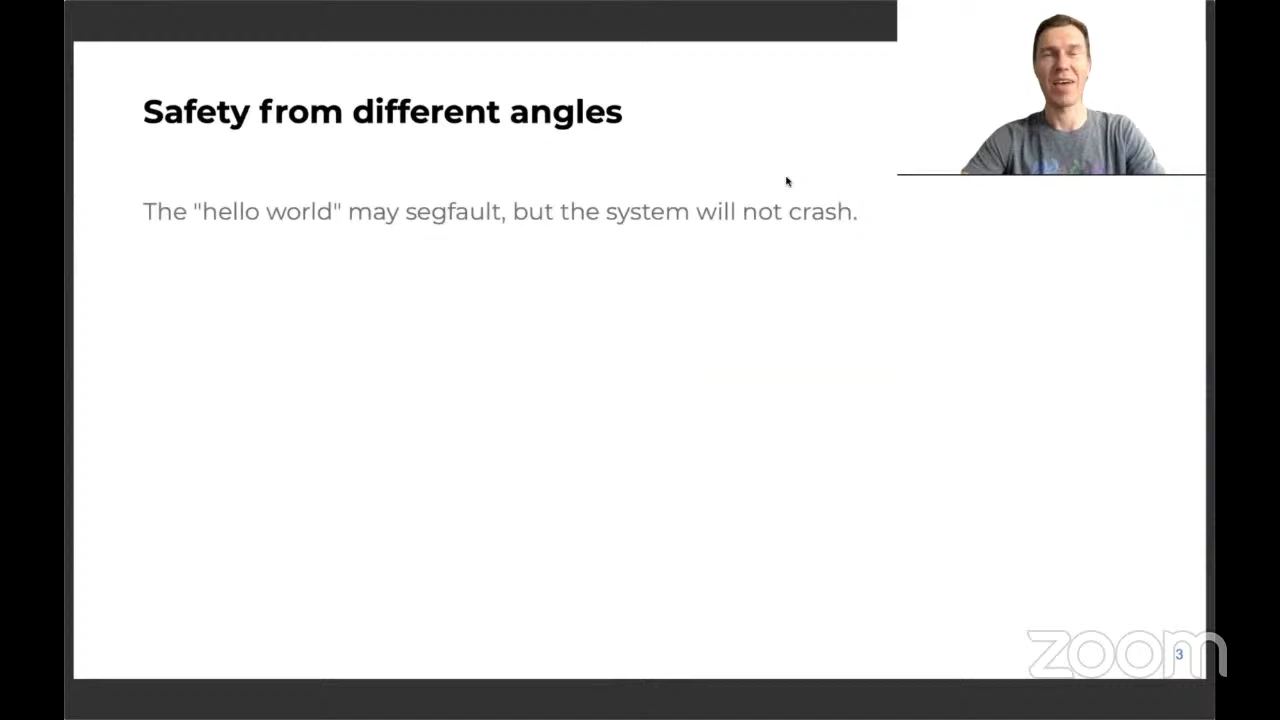 Safety from different angles
The "hello world" may segfault, but the system will not crash.
zoom
3